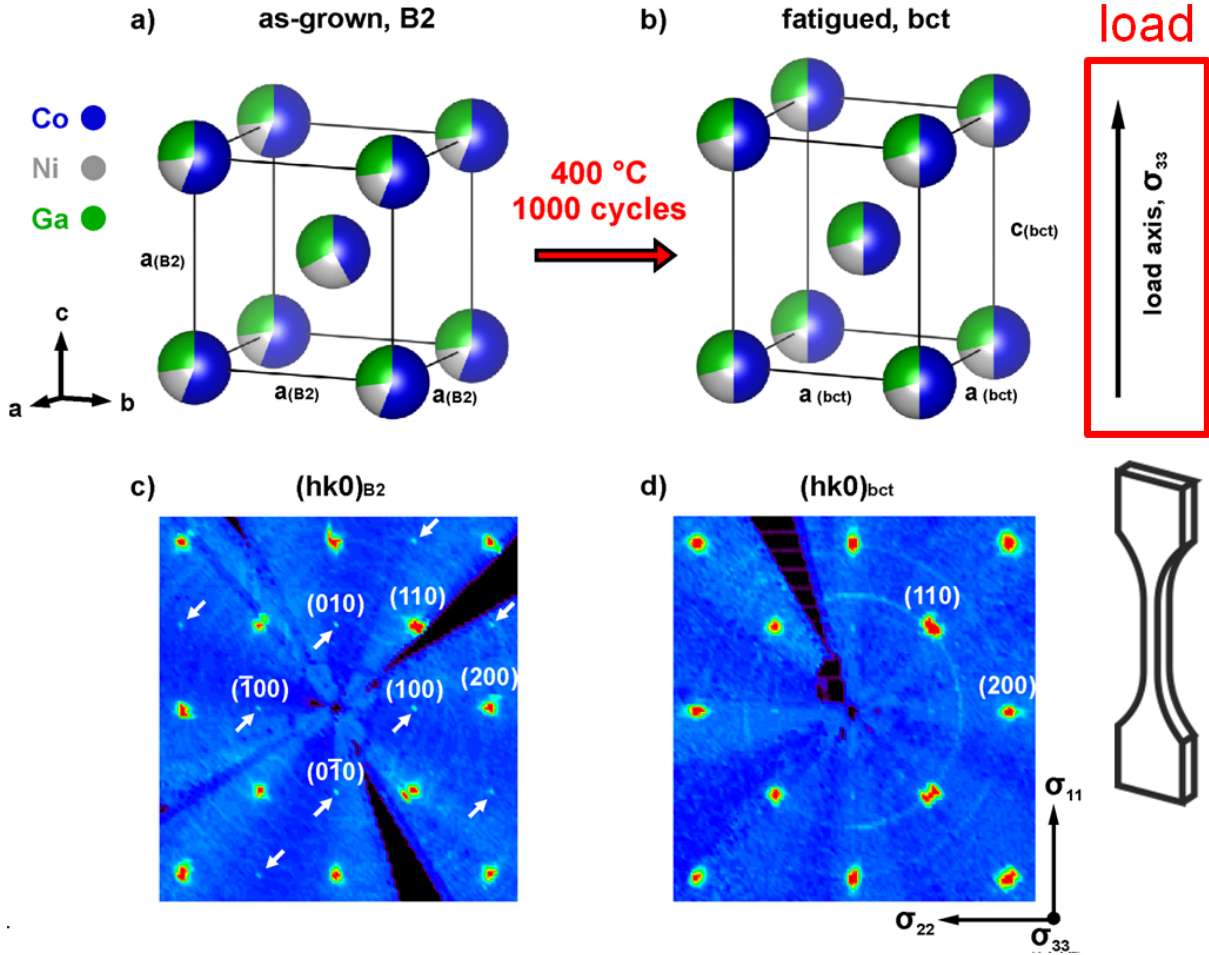 a) as-grown, B2
b) fatigued, bct
load
Co
Ni
Ga
a(B2)
a(B2)
a(B2)
c
a
b
400 °C
1000 cycles
c(bct)
a (bct)
a (bct)
load axis, σ33
c) (hk0)B2
(010)
(110)
(1̅00)
(100)
(200)
(01̅0)
d) (hk0)bct
(110)
(200)
σ11
σ22
σ33